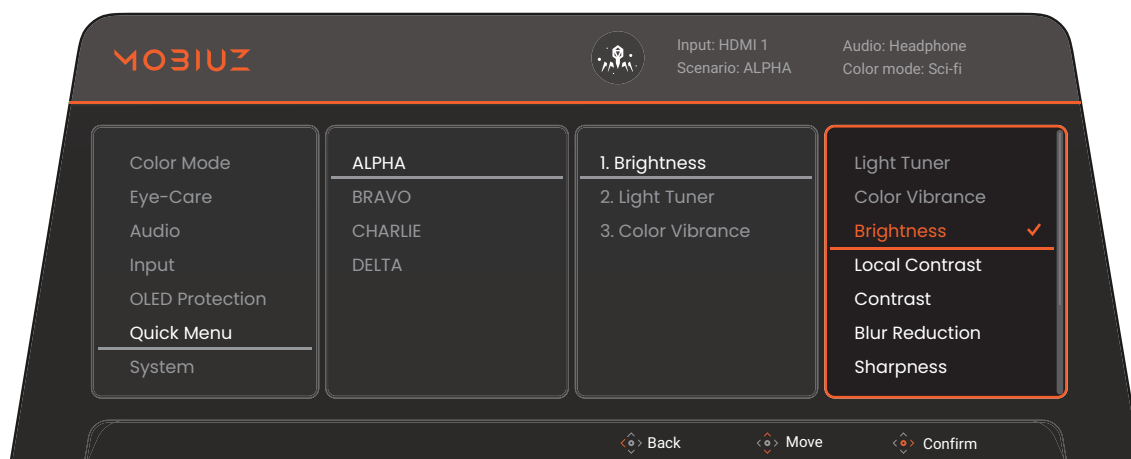 MOBIUZ
Input: HDMI 1
Scenario: ALPHA
Audio: Headphone
Color mode: Sci-fi
Color Mode
Eye-Care
Audio
Input
OLED Protection
Quick Menu
System
ALPHA
BRAVO
CHARLIE
DELTA
1. Brightness
2. Light Tuner
3. Color Vibrance
Light Tuner
Color Vibrance
Brightness
Local Contrast
Contrast
Blur Reduction
Sharpness
Back
Move
Confirm